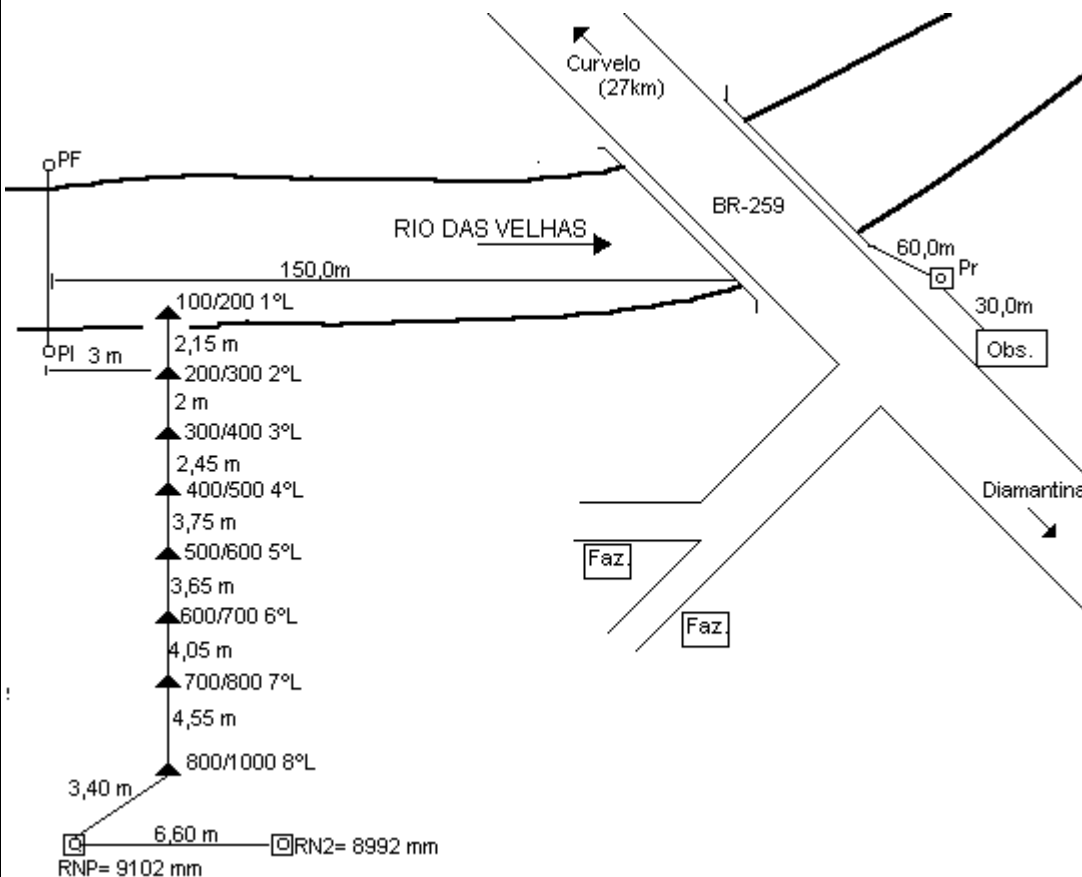 Curvelo
(27km)
PF
BR-259
RIO DAS VELHAS
60,0m
Pr
150,0m
30,0m
100/200 1ºL
Obs.
2,15 m
PI 3 m
200/300 2ºL
2 m
300/400 3ºL
2,45 m
400/500 4ºL
Diamantina
3,75 m
500/600 5ºL
Faz.
3,65 m
600/700 6ºL
Faz.
4,05 m
700/800 7ºL
4,55 m
800/1000 8ºL
3,40 m
6,60 m
RN2= 8992 mm
RNP= 9102 mm